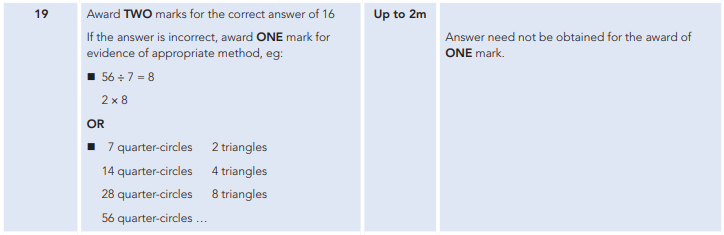 19
Award TWO marks for the correct answer of 16
Up to 2m
If the answer is incorrect, award ONE mark for
evidence of appropriate method, eg:
■ 56 ÷ 7 = 8
2 × 8
OR
■ 7 quarter-circles 2 triangles
14 quarter-circles 4 triangles
28 quarter-circles 8 triangles
56 quarter-circles …
Answer need not be obtained for the award of
ONE mark.